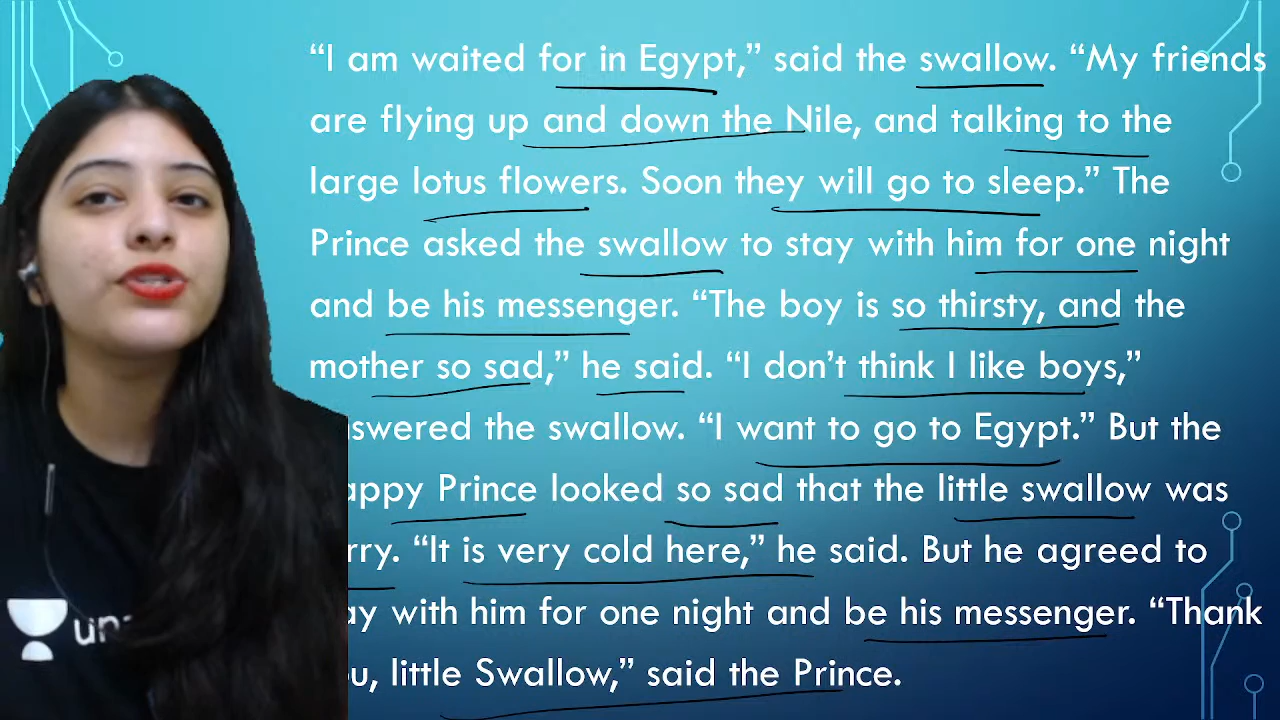 “I am waited for in Egypt,” said the swallow. “My friends
are flying up and down the Nile, and talking to the
large lotus flowers. Soon they will go to sleep.” The
Prince asked the swallow to stay with him for one night
and be his messenger. “The boy is so thirsty, and the
mother so sad,” he said. “I don’t think I like boys,”
the swallow. “I want to go to Egypt.” But the
Prince looked so sad that the little swallow was
“It is very cold here,” he said. But he agreed to
with him for one night and be his messenger. “Thank
little Swallow,” said the Prince.